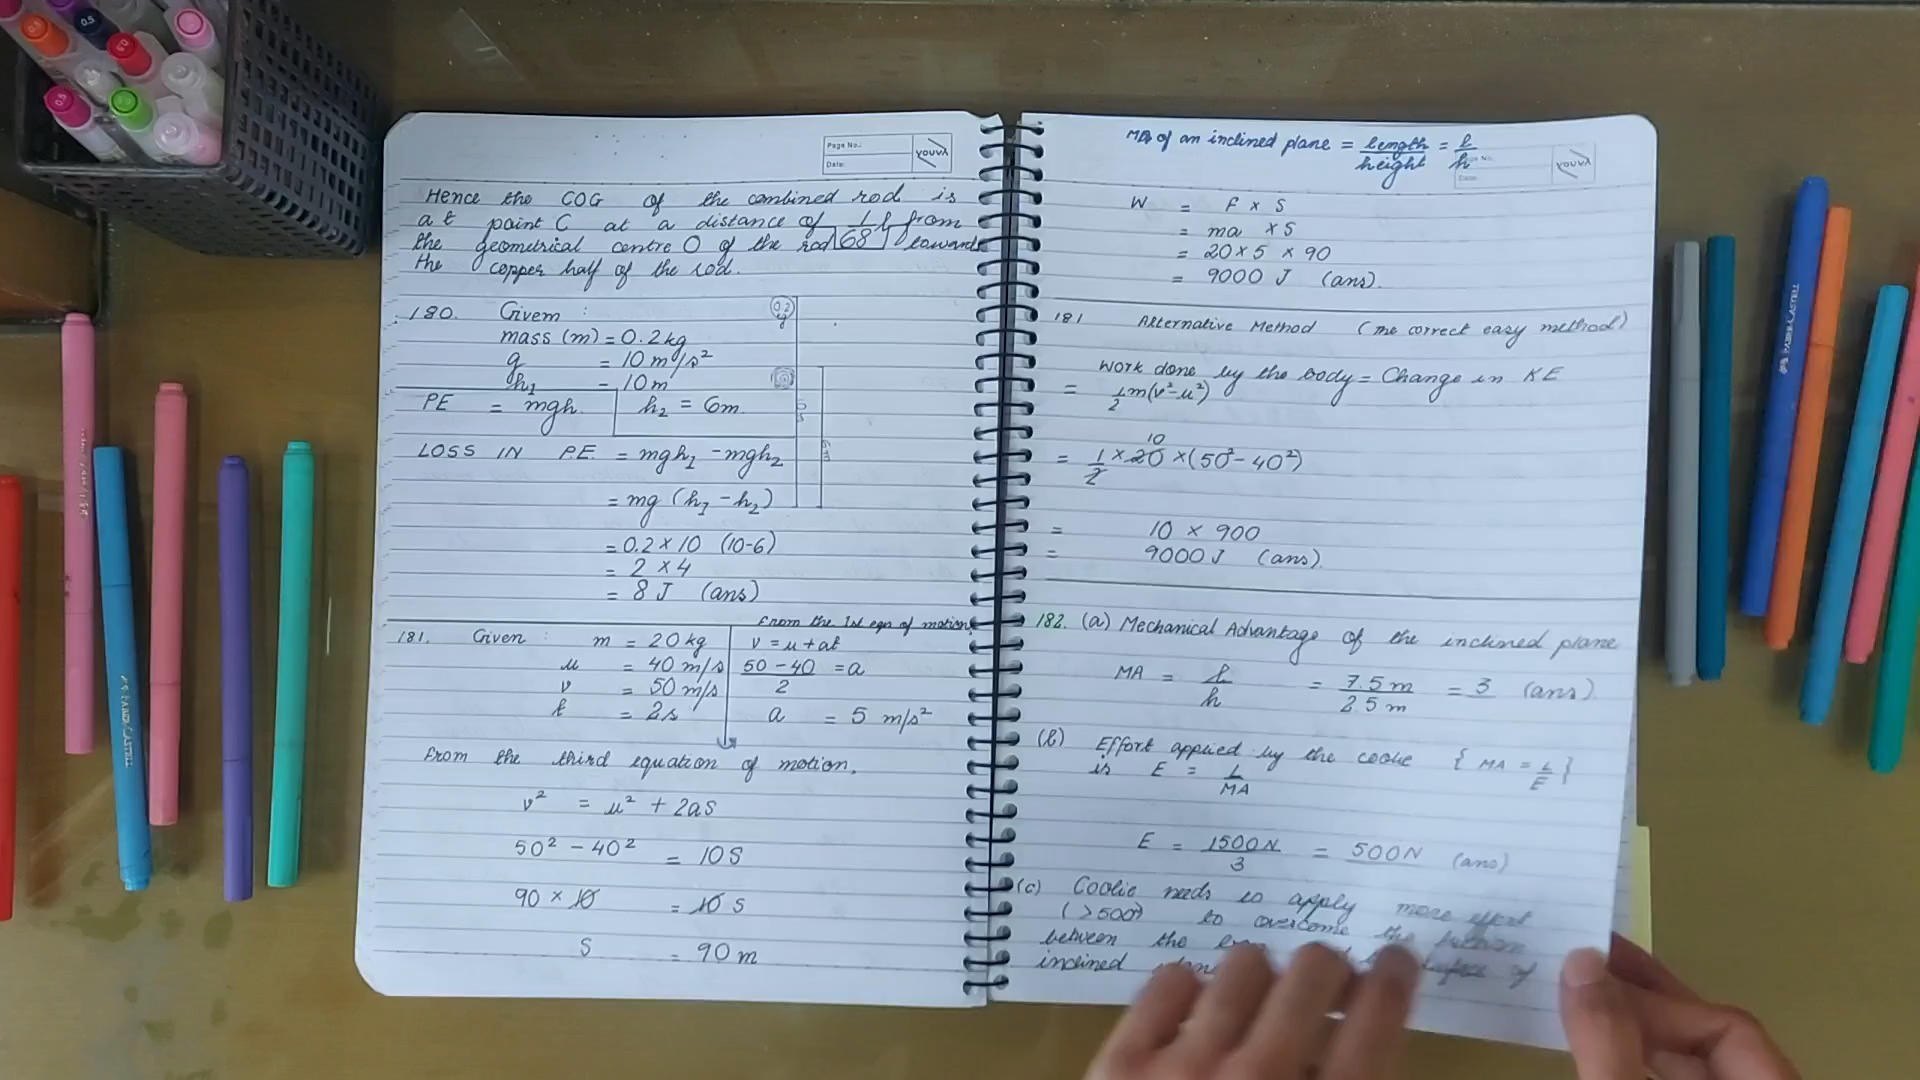 Page No.:
Date:
YOUVA
Hence the COG of the combined rod is
at point C at a distance of 1/68 l from
the geometrical centre O of the rod towards
the copper half of the rod.
180. Given :
mass (m) = 0.2 kg
g = 10 m/s²
h₁ = 10 m
PE = mgh
h₂ = 6m
LOSS IN P.E. = mgh₁ - mgh₂
= mg (h₁ - h₂)
= 0.2 × 10 (10-6)
= 2 × 4
= 8 J (ans)
181. Given : m = 20 kg
u = 40 m/s
v = 50 m/s
t = 2s
from the 1st eqn of motion,
v = u + at
50 - 40 / 2 = a
a = 5 m/s²
from the third equation of motion,
v² = u² + 2as
50² - 40² = 10 S
90 × 10 = 10 S
S = 90 m
MA of an inclined plane = length/height = l/h
Date:
YOUVA
W = F × S
= ma × S
= 20 × 5 × 90
= 9000 J (ans).
181 Alternative Method (the correct easy method)
Work done by the body = Change in KE
= 1/2 m(v² - u²)
10
= 1/2 × 20 × (50² - 40²)
= 10 × 900
= 9000 J (ans).
182. (a) Mechanical Advantage of the inclined plane
MA = l/h = 7.5 m/2.5 m = 3 (ans)
(b) Effort applied by the coolie { MA = L/E }
is E = L/MA
E = 1500 N/3 = 500 N (ans)
(c) Coolie needs to apply more effort
(>500) to overcome the friction
between the
inclined of